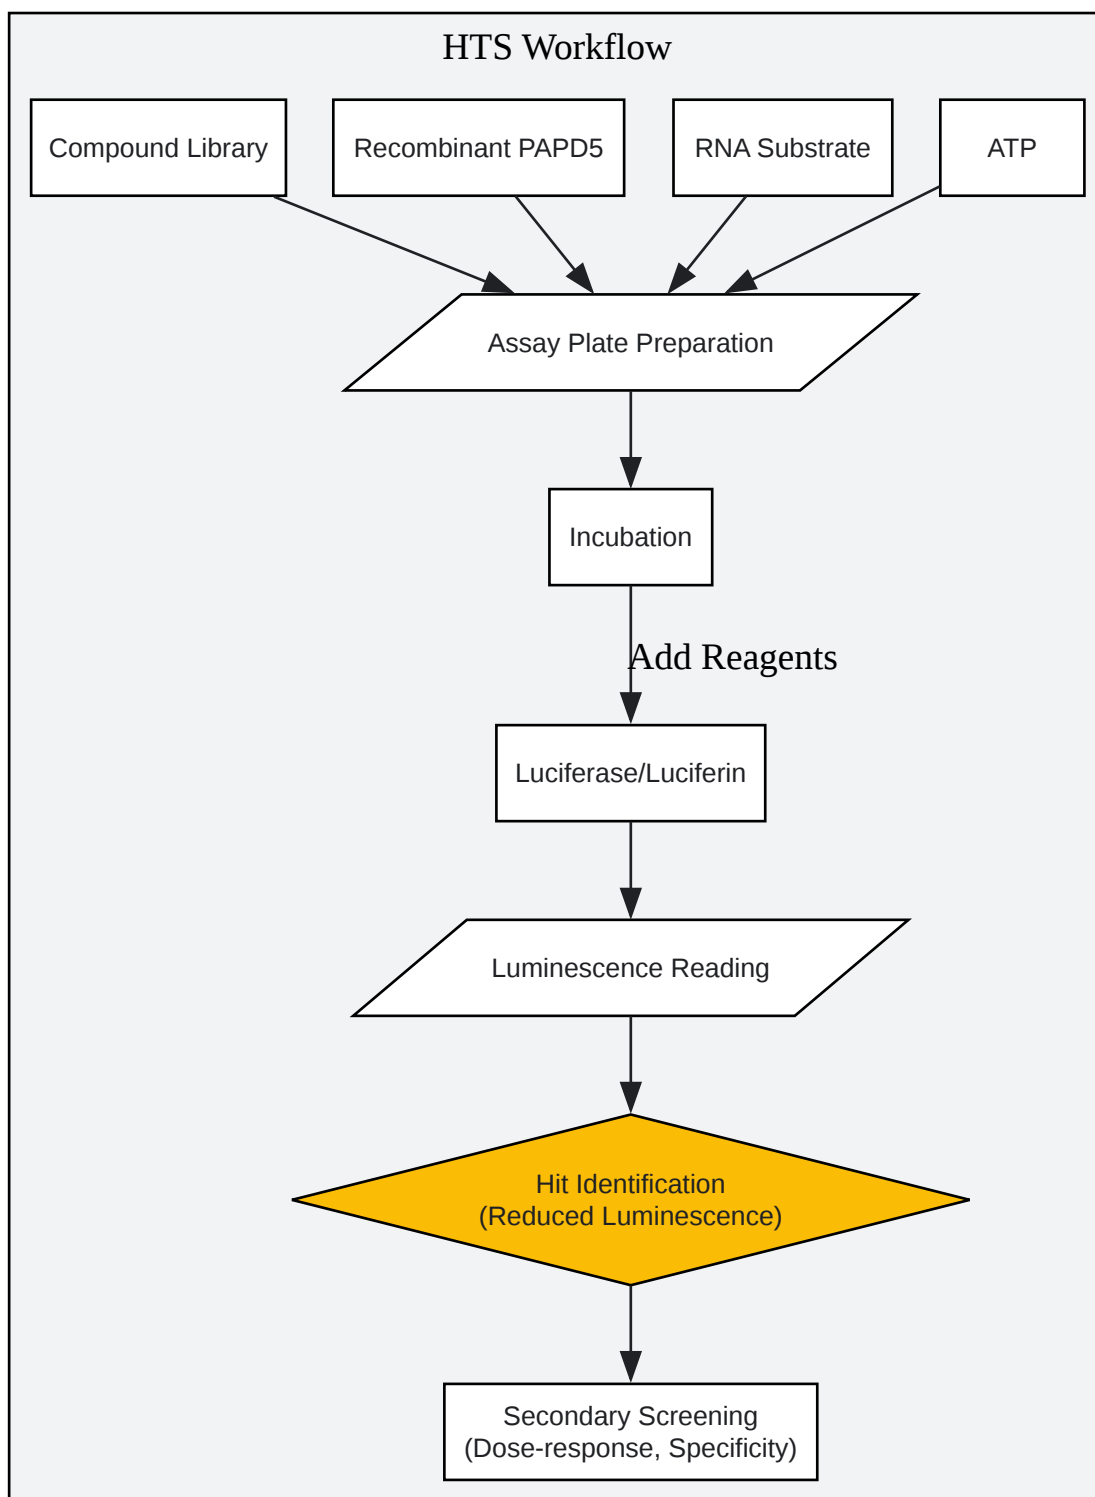 HTS Workflow
Compound Library
Recombinant PAPD5
RNA Substrate
ATP
Assay Plate Preparation
Incubation
Add Reagents
Luciferase/Luciferin
Luminescence Reading
Hit Identification
(Reduced Luminescence)
Secondary Screening
(Dose-response, Specificity)